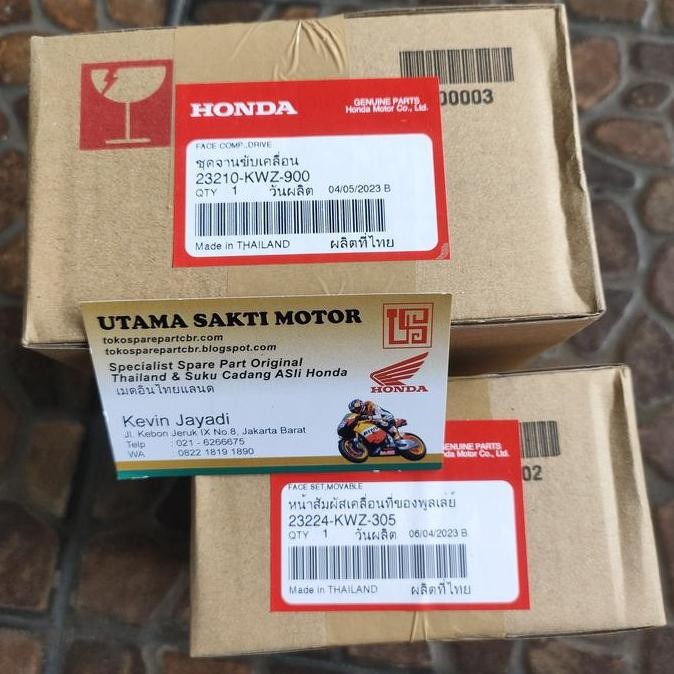 00003
HONDA
GENUINE PARTS
Honda Motor Co., Ltd.
FACE COMP.,DRIVE
ชุดจานขับเคลื่อน
23210-KWZ-900
QTY 1 วันผลิต 04/05/2023 B
Made in THAILAND ผลิตที่ไทย
UTAMA SAKTI MOTOR
tokosparepartcbr.com
tokosparepartcbr.blogspot.com
Specialist Spare Part Original
Thailand & Suku Cadang ASli Honda
เมดอินไทยแลนด
HONDA
Kevin Jayadi
Jl. Kebon Jeruk IX No.8, Jakarta Barat
Telp : 021 - 6266675
WA : 0822 1819 1890
02
GENUINE PARTS
Motor Co., Ltd.
FACE SET,MOVABLE
หน้าสัมผัสเคลื่อนที่ของพูลเล่ย์
23224-KWZ-305
QTY 1 วันผลิต 06/04/2023 B
Made in THAILAND ผลิตที่ไทย